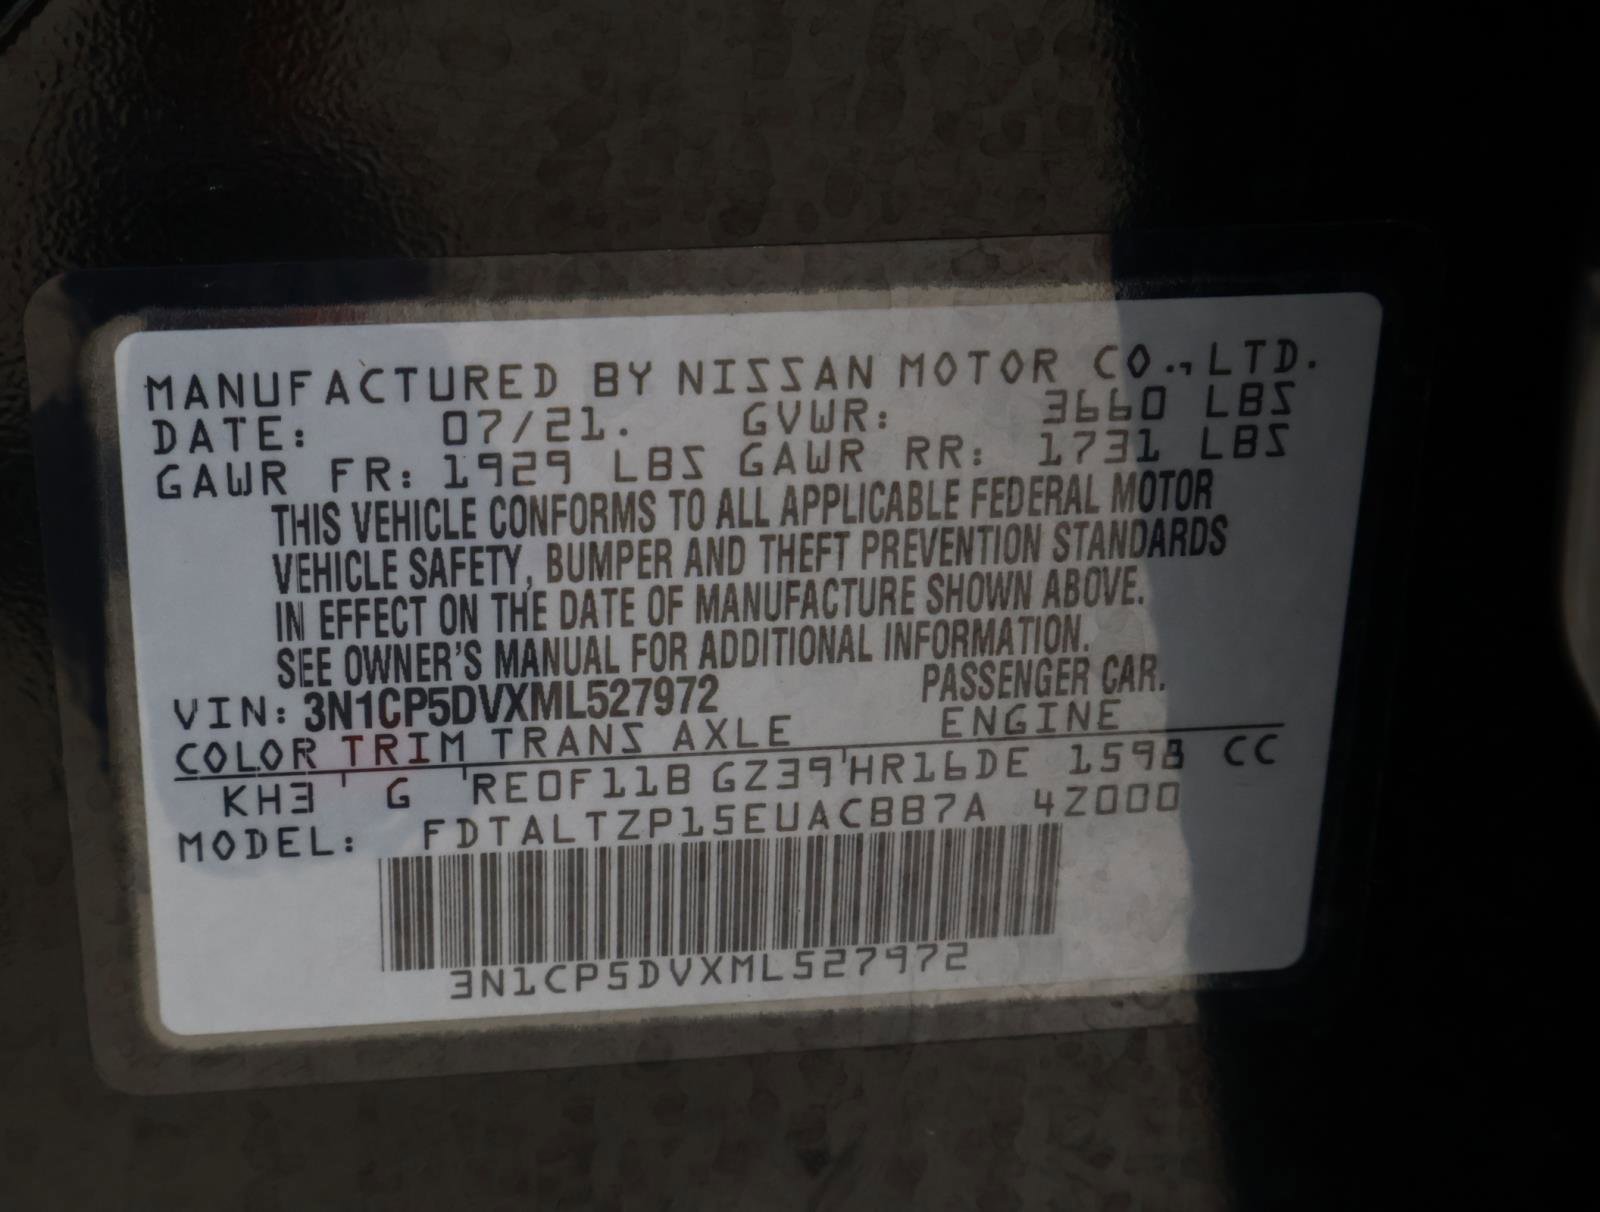 MANUFACTURED BY NISSAN MOTOR CO., LTD.
DATE: 07/21. GVWR: 3660 LBS
GAWR FR: 1929 LBS GAWR RR: 1731 LBS
THIS VEHICLE CONFORMS TO ALL APPLICABLE FEDERAL MOTOR
VEHICLE SAFETY, BUMPER AND THEFT PREVENTION STANDARDS
IN EFFECT ON THE DATE OF MANUFACTURE SHOWN ABOVE.
SEE OWNER'S MANUAL FOR ADDITIONAL INFORMATION.
VIN: 3N1CP5DVXML527972 PASSENGER CAR.
COLOR TRIM TRANS AXLE ENGINE
KH3 G RE0F11B GZ39 HR16DE 1598 CC
MODEL: FDTALTZP15EUACBB7A 4Z000
3N1CP5DVXML527972